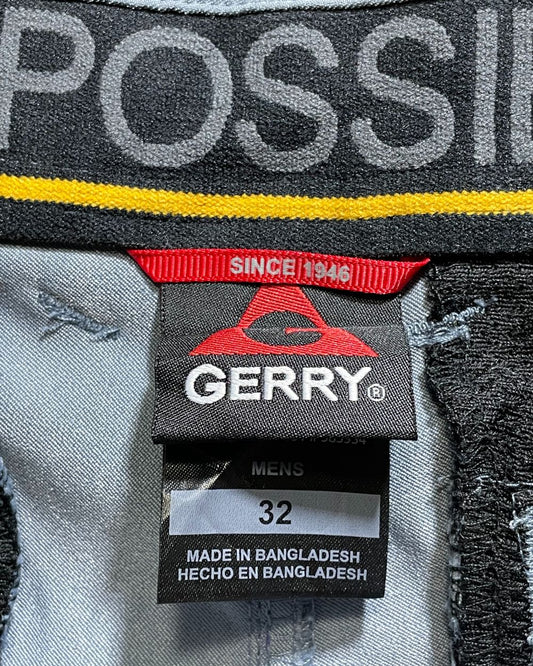 POSSI
SINCE 1946
GERRY®
MENS
32
MADE IN BANGLADESH
HECHO EN BANGLADESH